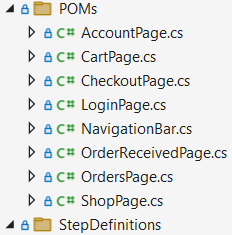 POMs
C# AccountPage.cs
C# CartPage.cs
C# CheckoutPage.cs
C# LoginPage.cs
C# NavigationBar.cs
C# OrderReceivedPage.cs
C# OrdersPage.cs
C# ShopPage.cs
StepDefinitions